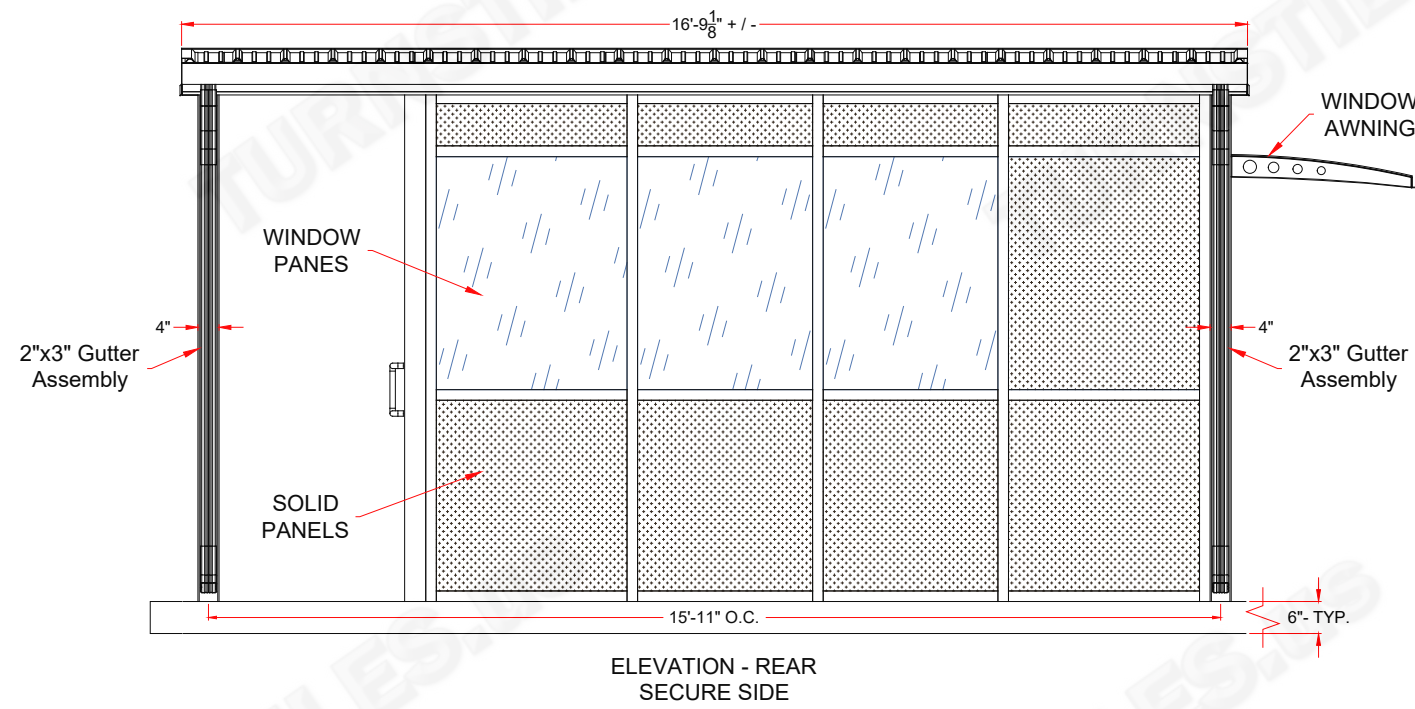 16'-9 1/8" + / -
WINDOW
AWNING
WINDOW
PANES
4"
4"
2"x3" Gutter
Assembly
2"x3" Gutter
Assembly
SOLID
PANELS
15'-11" O.C.
6"- TYP.
ELEVATION - REAR
SECURE SIDE